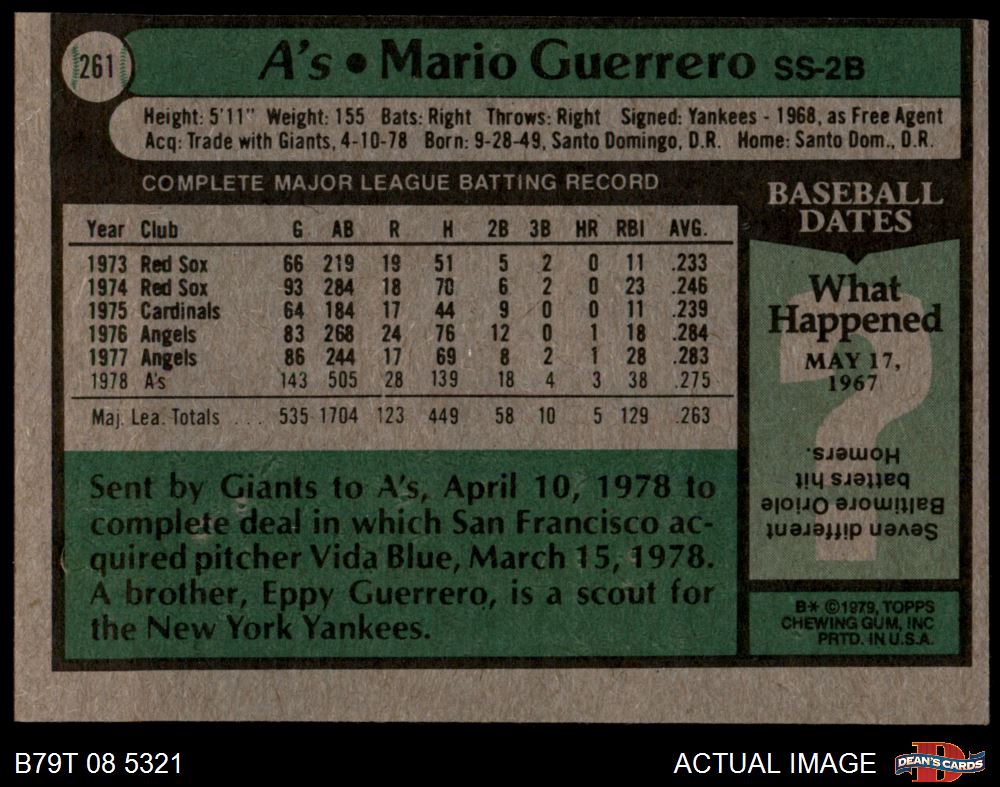 261
A's • Mario Guerrero SS-2B
Height: 5'11" Weight: 155 Bats: Right Throws: Right Signed: Yankees - 1968, as Free Agent
Acq: Trade with Giants, 4-10-78 Born: 9-28-49, Santo Domingo, D.R. Home: Santo Dom., D.R.
COMPLETE MAJOR LEAGUE BATTING RECORD
Year Club G AB R H 2B 3B HR RBI AVG.
1973 Red Sox 66 219 19 51 5 2 0 11 .233
1974 Red Sox 93 284 18 70 6 2 0 23 .246
1975 Cardinals 64 184 17 44 9 0 0 11 .239
1976 Angels 83 268 24 76 12 0 1 18 .284
1977 Angels 86 244 17 69 8 2 1 28 .283
1978 A's 143 505 28 139 18 4 3 38 .275
Maj. Lea. Totals . . . 535 1704 123 449 58 10 5 129 .263
Sent by Giants to A's, April 10, 1978 to
complete deal in which San Francisco ac-
quired pitcher Vida Blue, March 15, 1978.
A brother, Eppy Guerrero, is a scout for
the New York Yankees.
BASEBALL
DATES
What
Happened
MAY 17,
1967
?
Seven different
Baltimore Oriole
batters hit
Homers.
B* ©1979, TOPPS
CHEWING GUM, INC
PRTD. IN U.S.A.
B79T 08 5321
ACTUAL IMAGE
D
DEAN'S CARDS